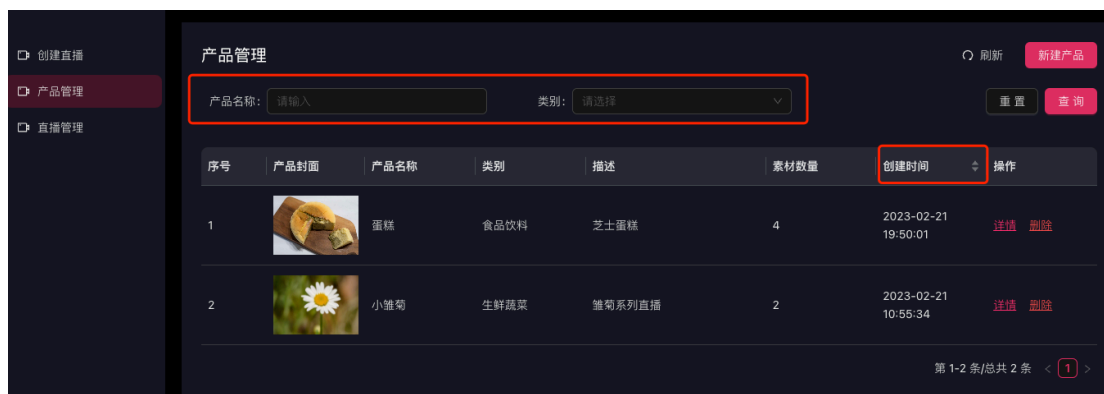 创建直播
产品管理
直播管理
产品管理
刷新 新建产品
产品名称: 请输入 类别: 请选择 重置 查询
序号 产品封面 产品名称 类别 描述 素材数量 创建时间 操作
1 蛋糕 食品饮料 芝士蛋糕 4 2023-02-21 19:50:01 详情 删除
2 小雏菊 生鲜蔬菜 雏菊系列直播 2 2023-02-21 10:55:34 详情 删除
第 1-2 条/总共 2 条 < 1 >